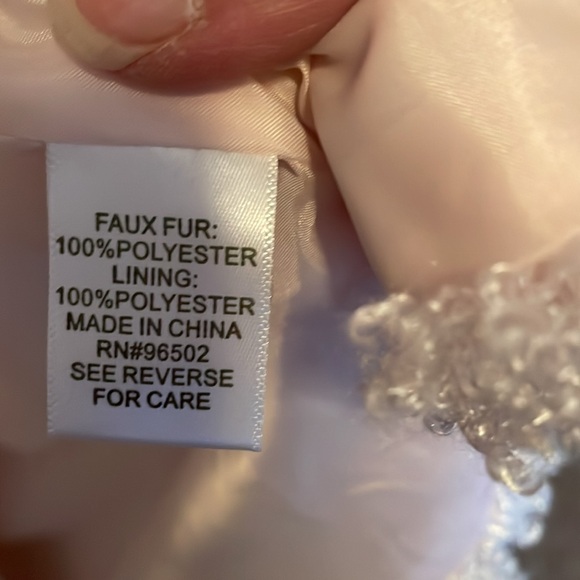 FAUX FUR:
100%POLYESTER
LINING:
100%POLYESTER
MADE IN CHINA
RN#96502
SEE REVERSE
FOR CARE